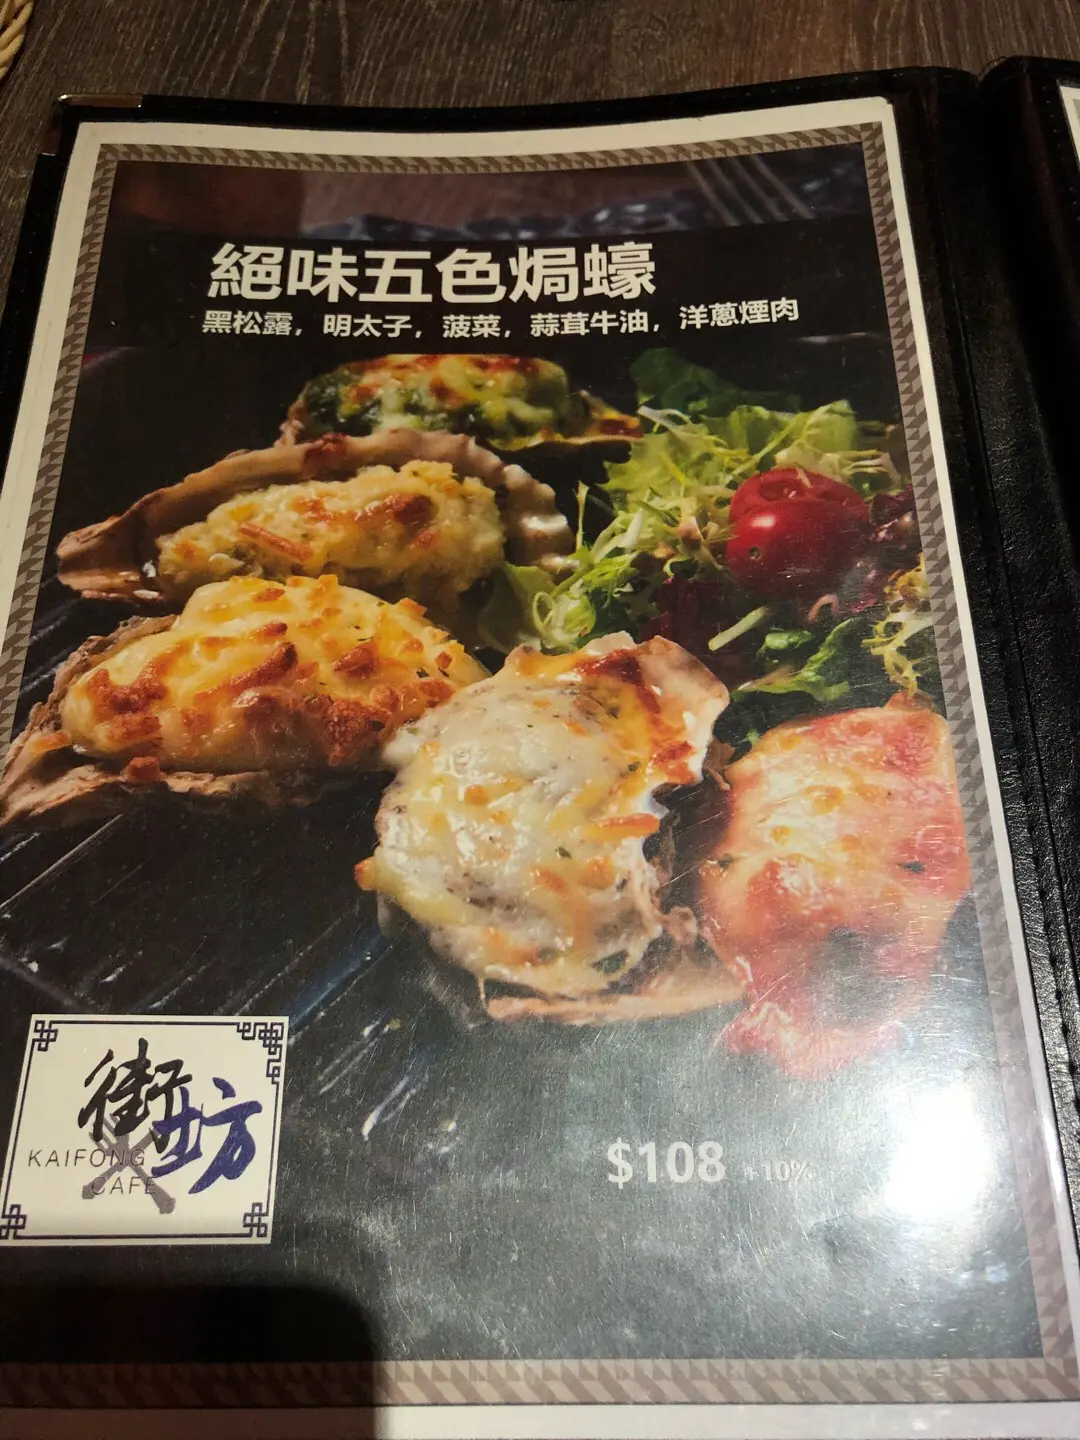 絕味五色焗蠔
黑松露，明太子，菠菜，蒜茸牛油，洋蔥煙肉
街坊
KAIFONG
CAFE
$108 +10%